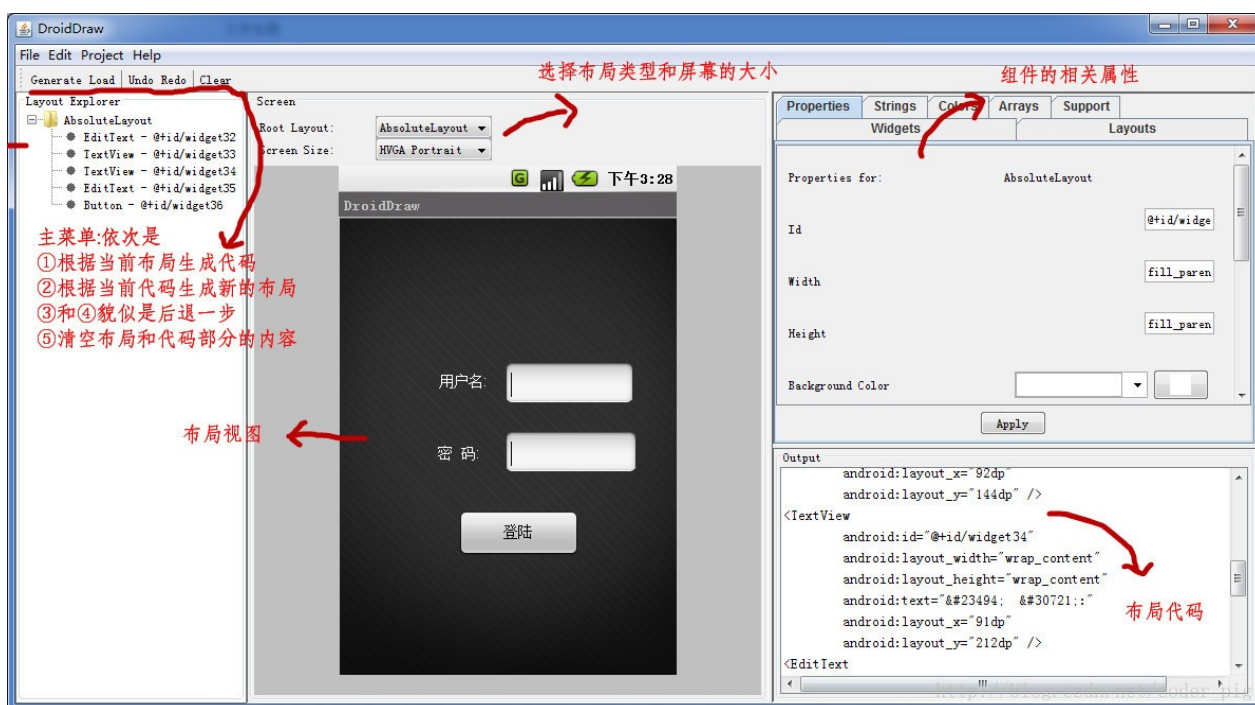 DroidDraw
File Edit Project Help
Generate Load Undo Redo Clear
选择布局类型和屏幕的大小
组件的相关属性
Layout Explorer
AbsoluteLayout
EditText - @+id/widget32
TextView - @+id/widget33
TextView - @+id/widget34
EditText - @+id/widget35
Button - @+id/widget36
主菜单:依次是
①根据当前布局生成代码
②根据当前代码生成新的布局
③和④貌似是后退一步
⑤清空布局和代码部分的内容
布局视图
Screen
Root Layout: AbsoluteLayout
Screen Size: HVGA Portrait
下午3:28
DroidDraw
用户名:
密 码:
登陆
Properties Strings Colors Arrays Support
Widgets Layouts
Properties for: AbsoluteLayout
Id @+id/widge
Width fill_paren
Height fill_paren
Background Color
Apply
Output
android:layout_x="92dp"
android:layout_y="144dp" />
<TextView
android:id="@+id/widget34"
android:layout_width="wrap_content"
android:layout_height="wrap_content"
android:text="&#23494; &#30721;:"
android:layout_x="91dp"
android:layout_y="212dp" />
<EditText
布局代码
http://blog.csdn.net/coder_pig